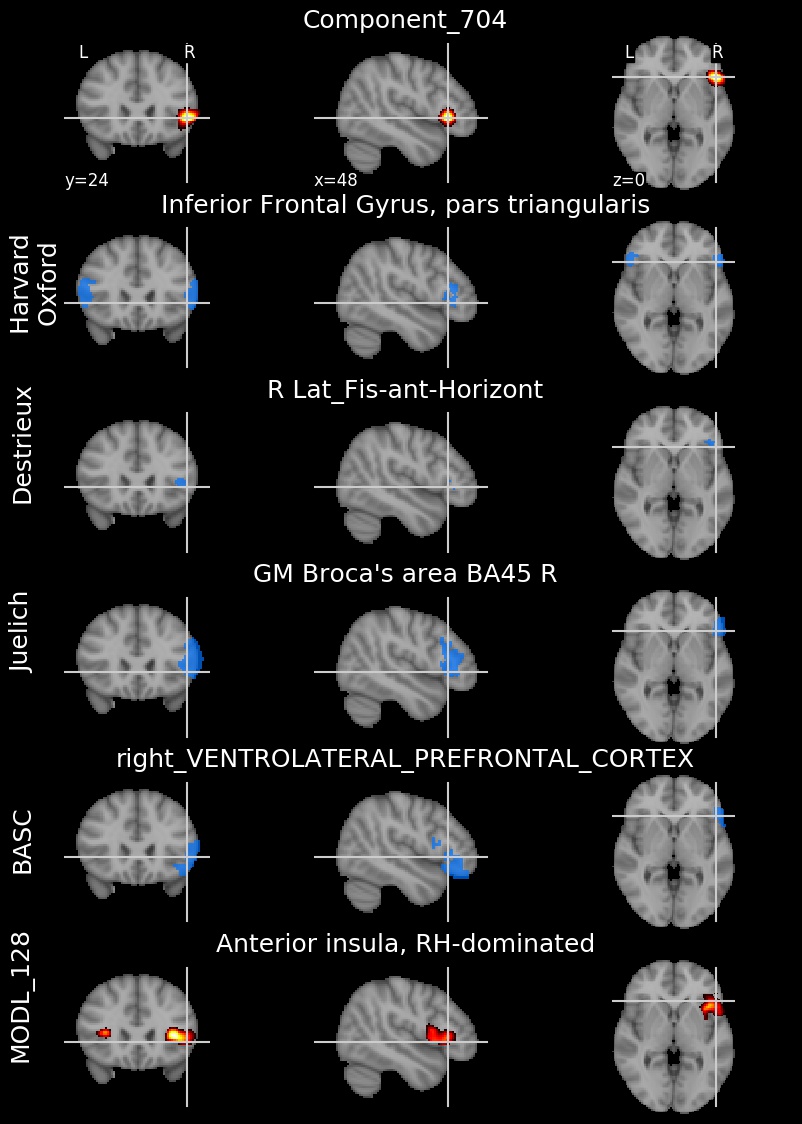 Component_704
L R
L R
y=24
x=48
z=0
Inferior Frontal Gyrus, pars triangularis
Harvard
Oxford
R Lat_Fis-ant-Horizont
Destrieux
GM Broca's area BA45 R
Juelich
right_VENTROLATERAL_PREFRONTAL_CORTEX
BASC
Anterior insula, RH-dominated
MODL_128